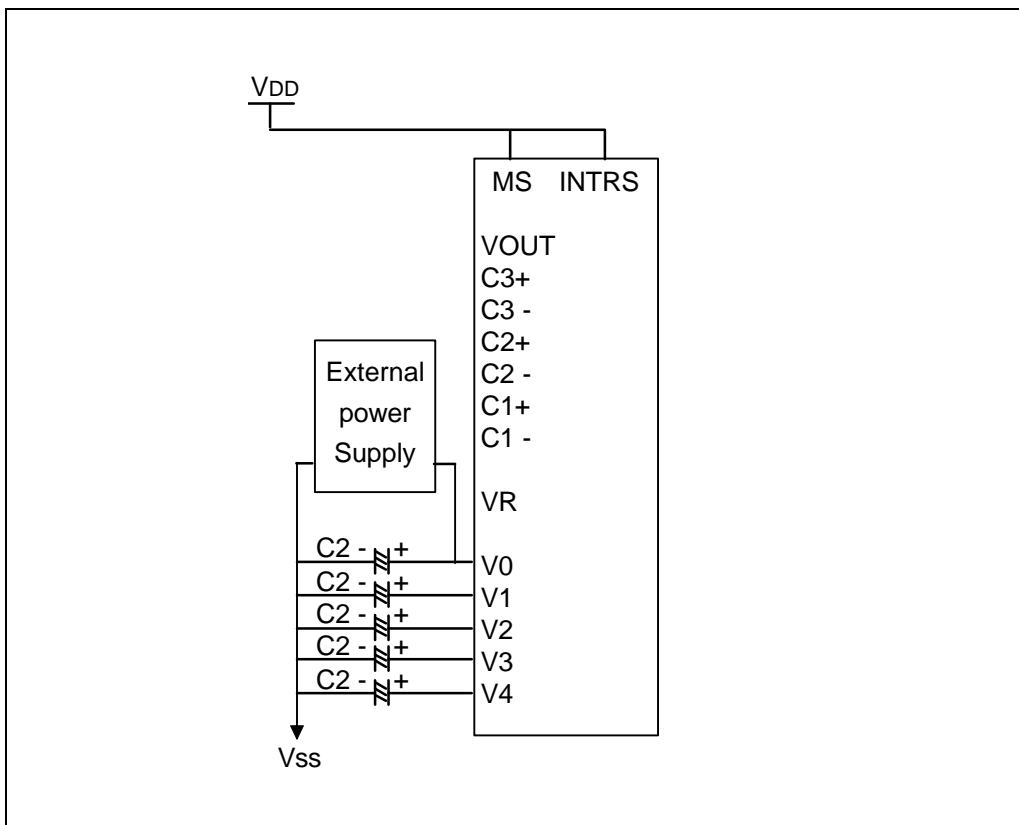 VDD
MS INTRS
VOUT
C3+
C3 -
C2+
C2 -
C1+
C1 -
VR
V0
V1
V2
V3
V4
External
power
Supply
C2 - +
C2 - +
C2 - +
C2 - +
C2 - +
Vss